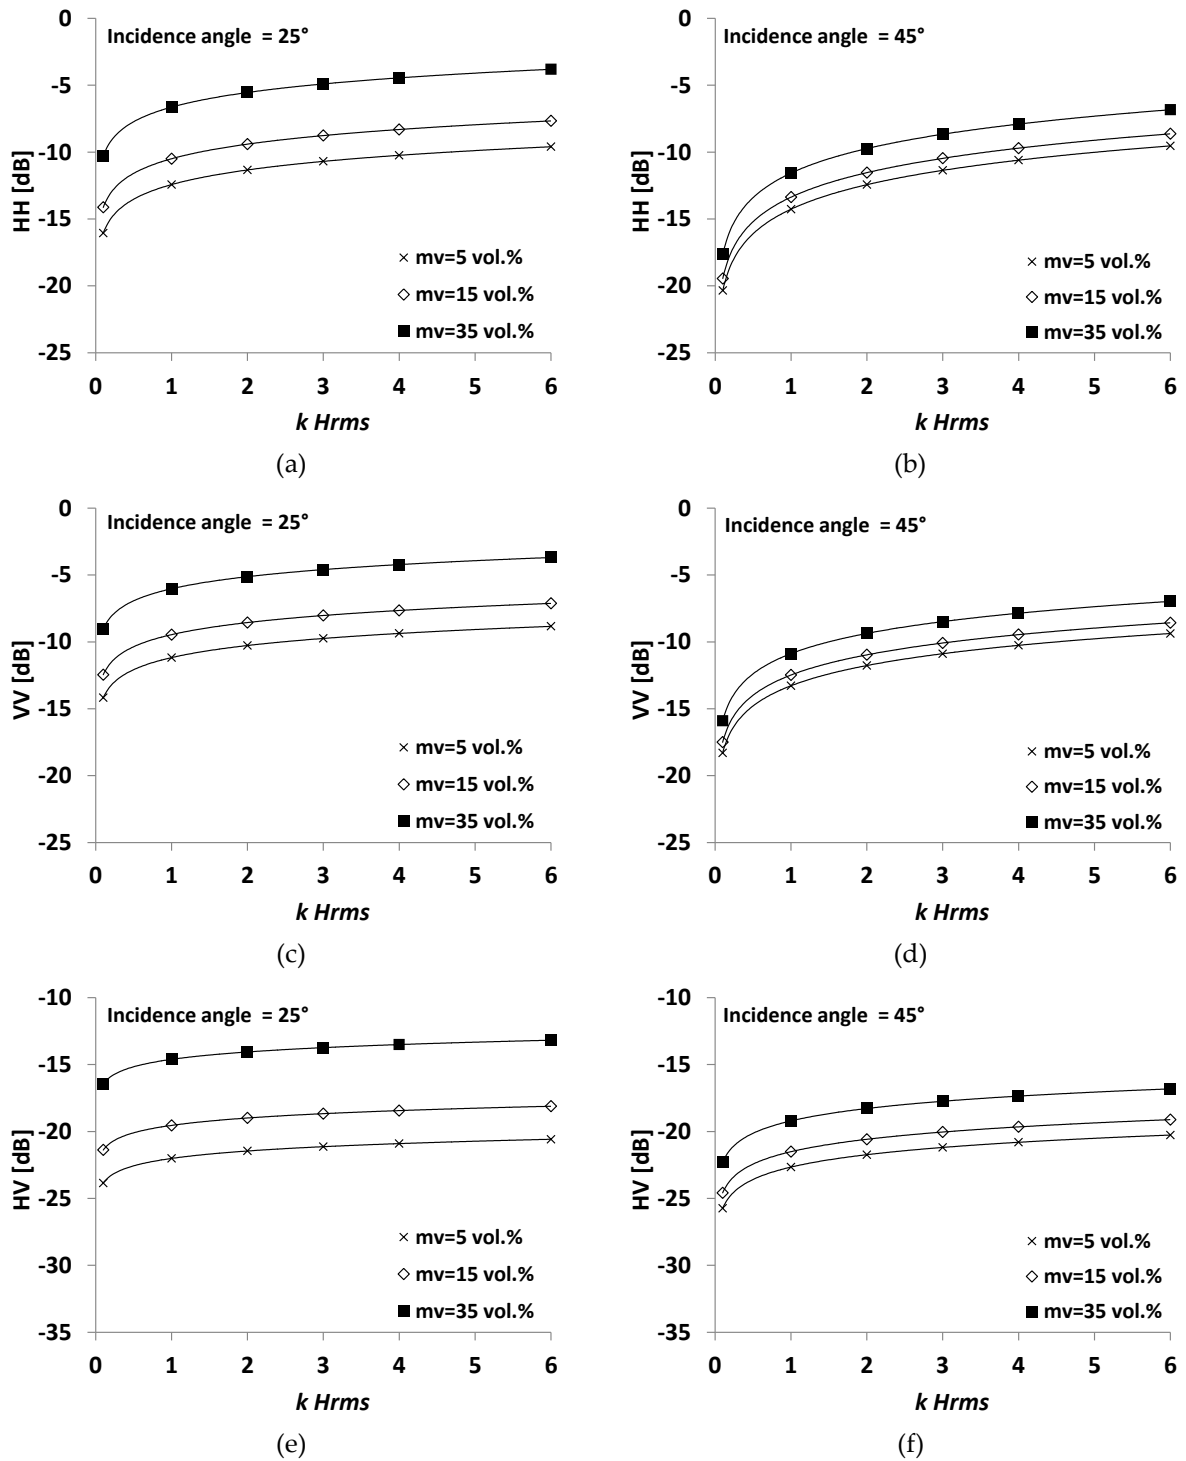 Incidence angle = 25°
HH [dB]
0
-5
-10
-15
-20
-25
mv=5 vol.%
mv=15 vol.%
mv=35 vol.%
0 1 2 3 4 5 6
k Hrms
(a)
Incidence angle = 45°
HH [dB]
0
-5
-10
-15
-20
-25
mv=5 vol.%
mv=15 vol.%
mv=35 vol.%
0 1 2 3 4 5 6
k Hrms
(b)
Incidence angle = 25°
VV [dB]
0
-5
-10
-15
-20
-25
mv=5 vol.%
mv=15 vol.%
mv=35 vol.%
0 1 2 3 4 5 6
k Hrms
(c)
Incidence angle = 45°
VV [dB]
0
-5
-10
-15
-20
-25
mv=5 vol.%
mv=15 vol.%
mv=35 vol.%
0 1 2 3 4 5 6
k Hrms
(d)
Incidence angle = 25°
HV [dB]
-10
-15
-20
-25
-30
-35
mv=5 vol.%
mv=15 vol.%
mv=35 vol.%
0 1 2 3 4 5 6
k Hrms
(e)
Incidence angle = 45°
HV [dB]
-10
-15
-20
-25
-30
-35
mv=5 vol.%
mv=15 vol.%
mv=35 vol.%
0 1 2 3 4 5 6
k Hrms
(f)